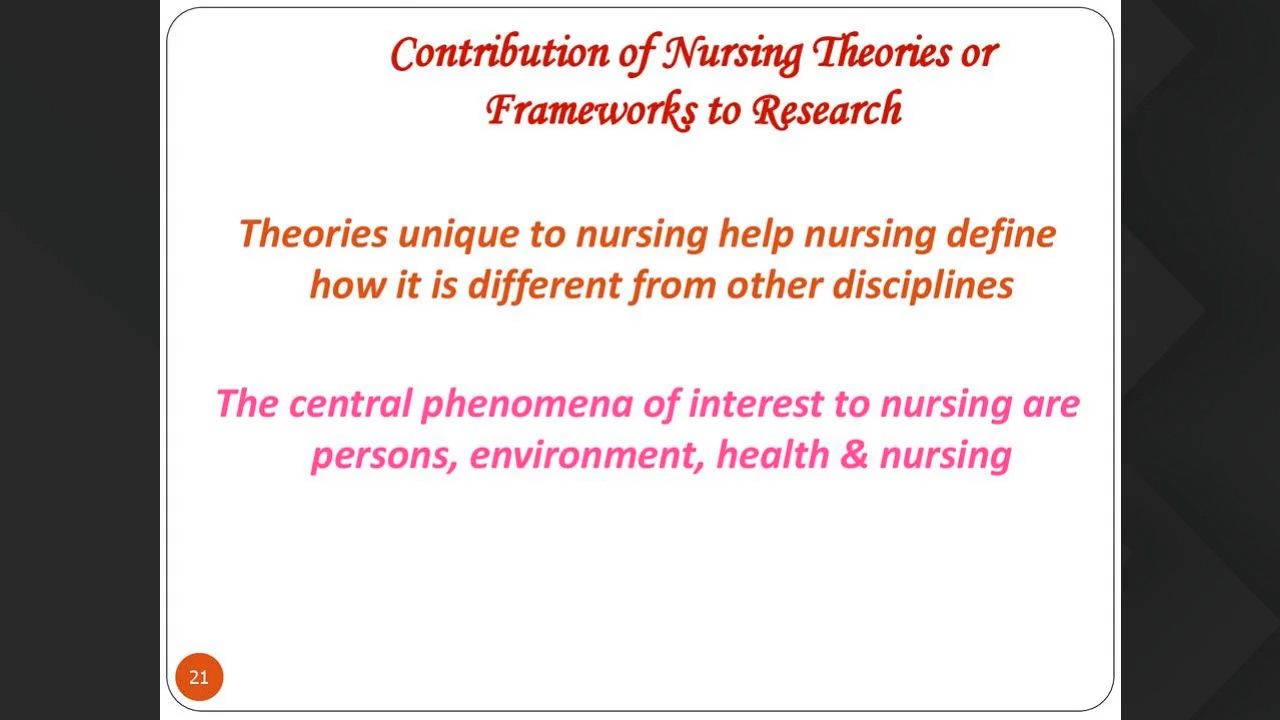 Contribution of Nursing Theories or
Frameworks to Research
Theories unique to nursing help nursing define
how it is different from other disciplines
The central phenomena of interest to nursing are
persons, environment, health & nursing
21